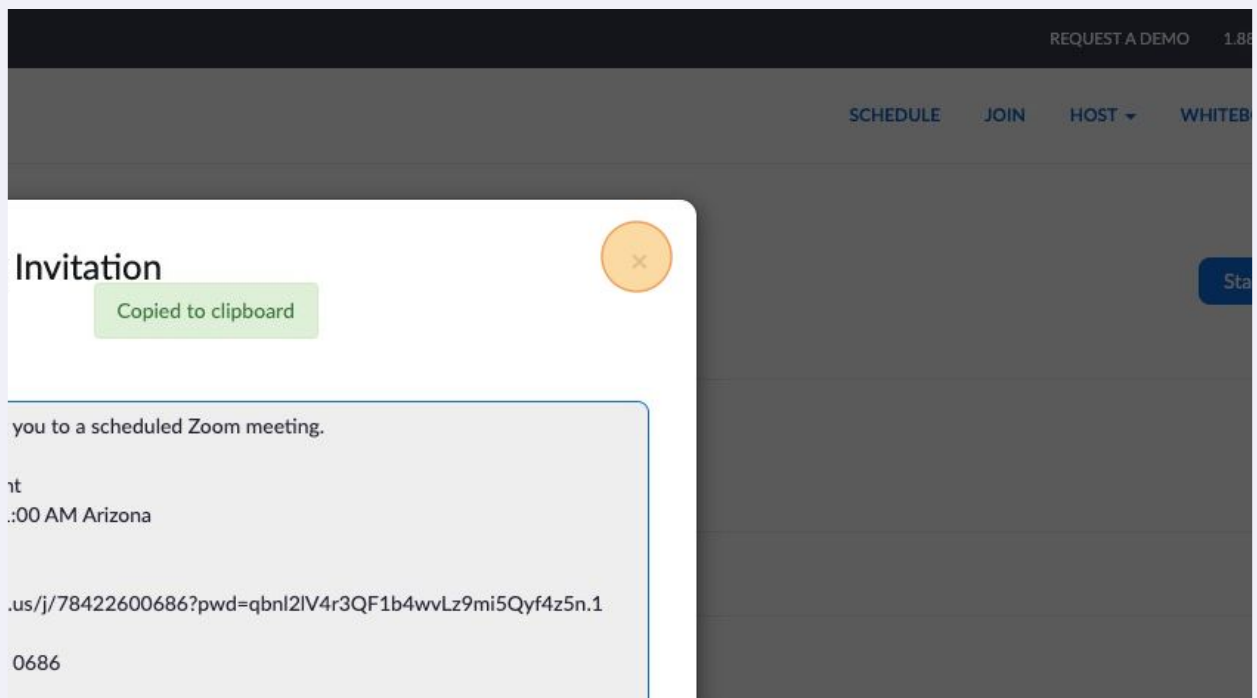 REQUEST A DEMO 1.88
SCHEDULE JOIN HOST WHITEB
Invitation
Sta
Copied to clipboard
you to a scheduled Zoom meeting.
nt
:00 AM Arizona
.us/j/78422600686?pwd=qbnl2lV4r3QF1b4wvLz9mi5Qyf4z5n.1
0686